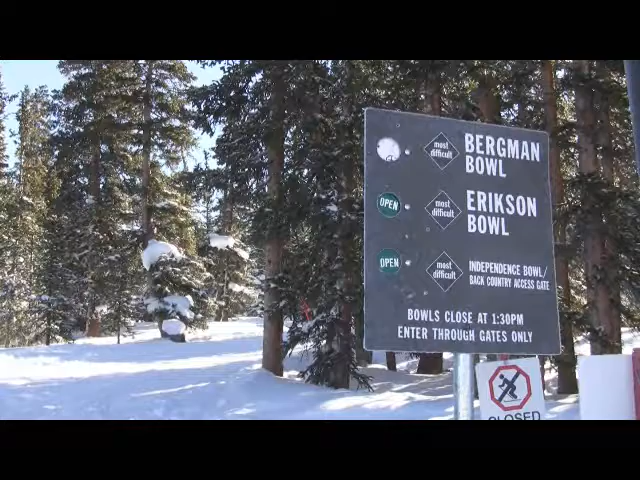 most difficult BERGMAN BOWL
OPEN most difficult ERIKSON BOWL
OPEN most difficult INDEPENDENCE BOWL/ BACK COUNTRY ACCESS GATE
BOWLS CLOSE AT 1:30PM
ENTER THROUGH GATES ONLY
CLOSED